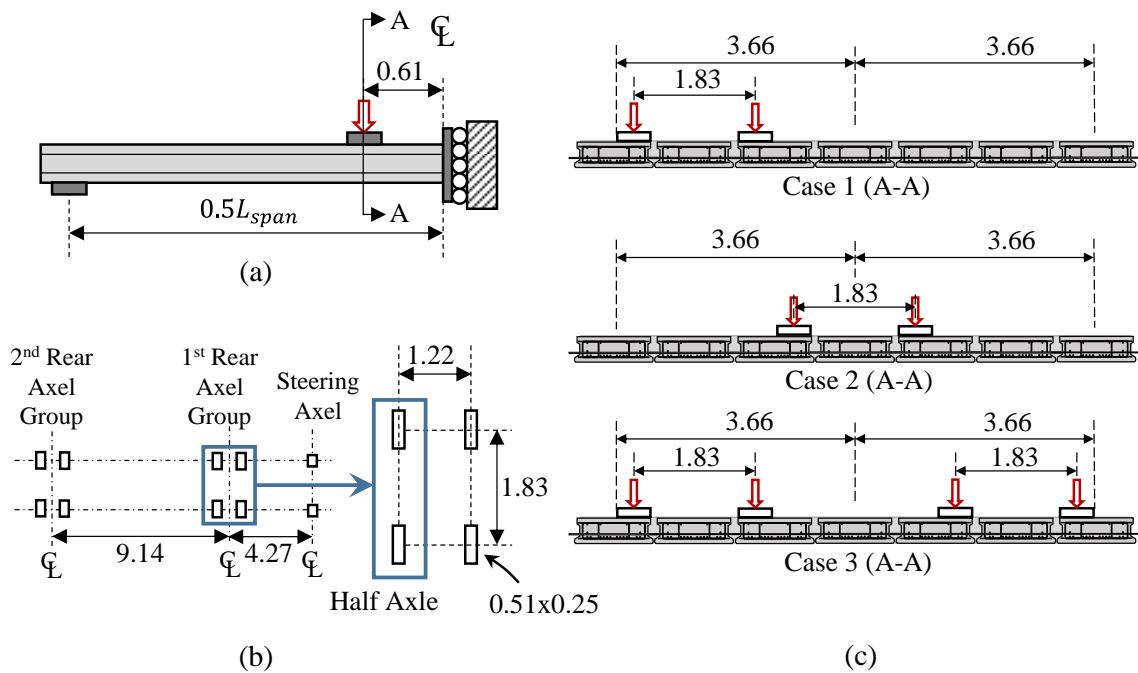 A
℄
0.61
A
0.5L_span
(a)
2nd Rear
Axel
Group
1st Rear
Axel
Group
Steering
Axel
1.22
1.83
9.14
4.27
℄
℄
℄
Half Axle
0.51x0.25
(b)
3.66
3.66
1.83
Case 1 (A-A)
3.66
3.66
1.83
Case 2 (A-A)
3.66
3.66
1.83
1.83
Case 3 (A-A)
(c)